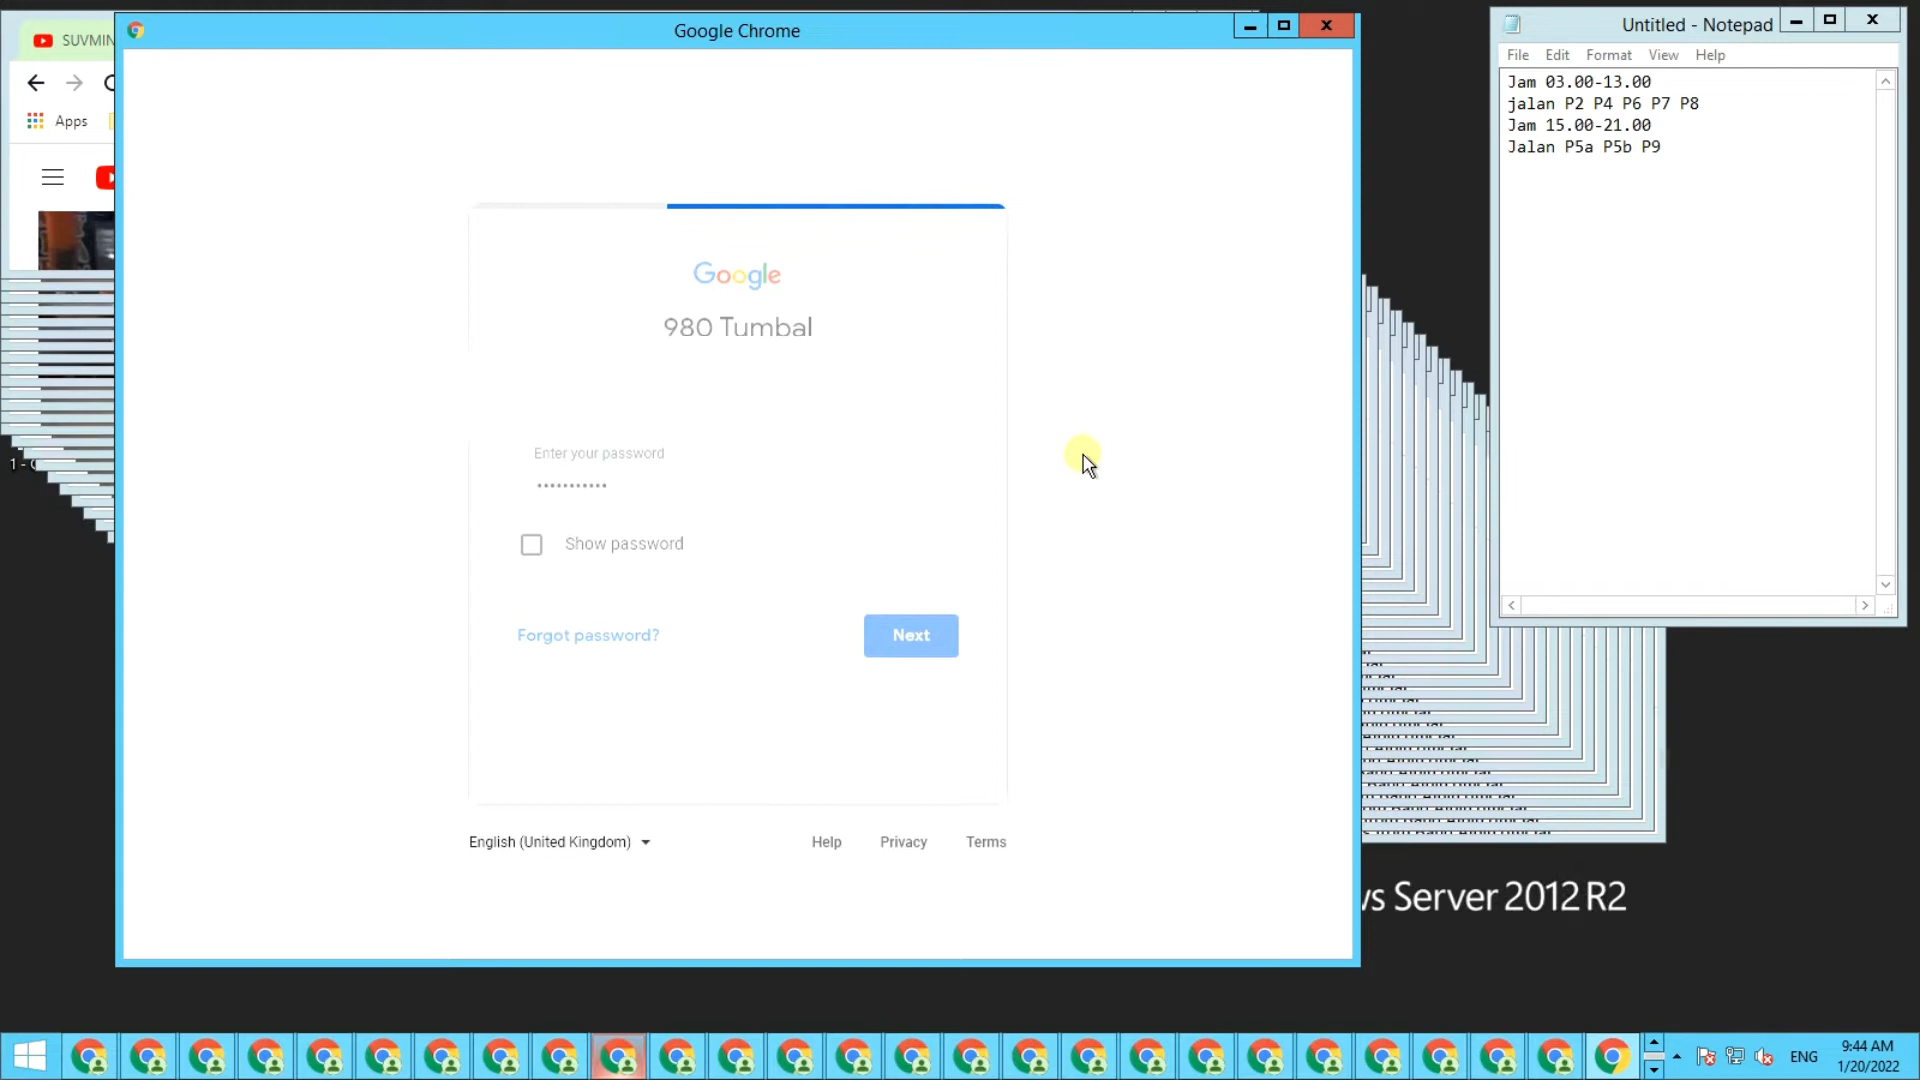 SUVMIN
Google Chrome
Untitled - Notepad
File Edit Format View Help
Apps
Jam 03.00-13.00
jalan P2 P4 P6 P7 P8
Jam 15.00-21.00
Jalan P5a P5b P9
Google
980 Tumbal
Enter your password
Show password
Forgot password?
Next
English (United Kingdom)
Help
Privacy
Terms
vs Server 2012 R2
ENG
9:44 AM
1/20/2022